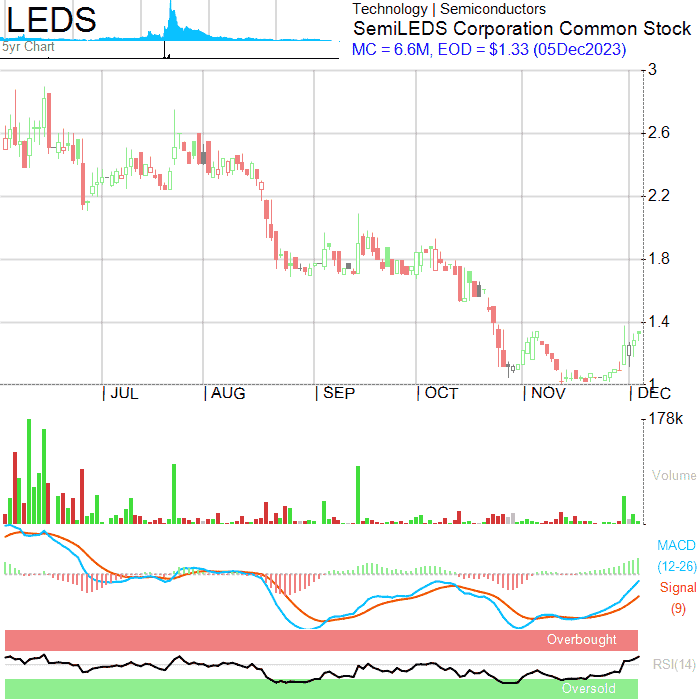 LEDS
5yr Chart
Technology | Semiconductors
SemiLEDS Corporation Common Stock
MC = 6.6M, EOD = $1.33 (05Dec2023)
3
2.6
2.2
1.8
1.4
1
JUL AUG SEP OCT NOV DEC
178k
Volume
MACD
(12-26)
Signal
(9)
Overbought
RSI(14)
Oversold